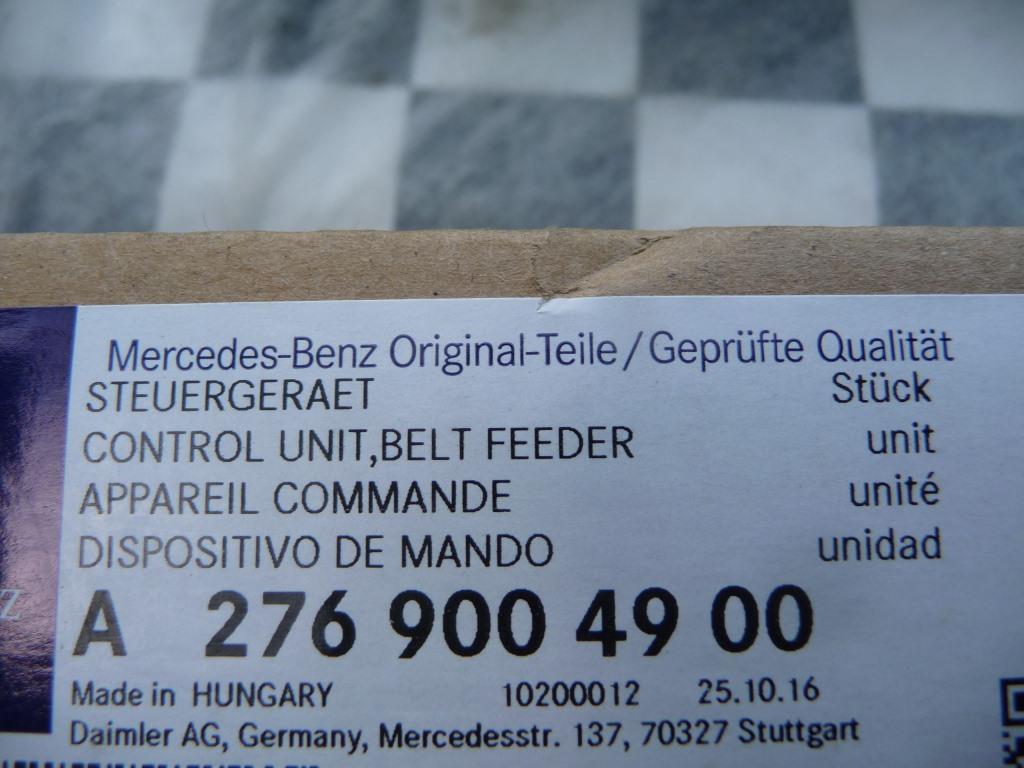 Mercedes-Benz Original-Teile / Geprüfte Qualität
STEUERGERAET Stück
CONTROL UNIT,BELT FEEDER unit
APPAREIL COMMANDE unité
DISPOSITIVO DE MANDO unidad
A 276 900 49 00
Made in HUNGARY 10200012 25.10.16
Daimler AG, Germany, Mercedesstr. 137, 70327 Stuttgart